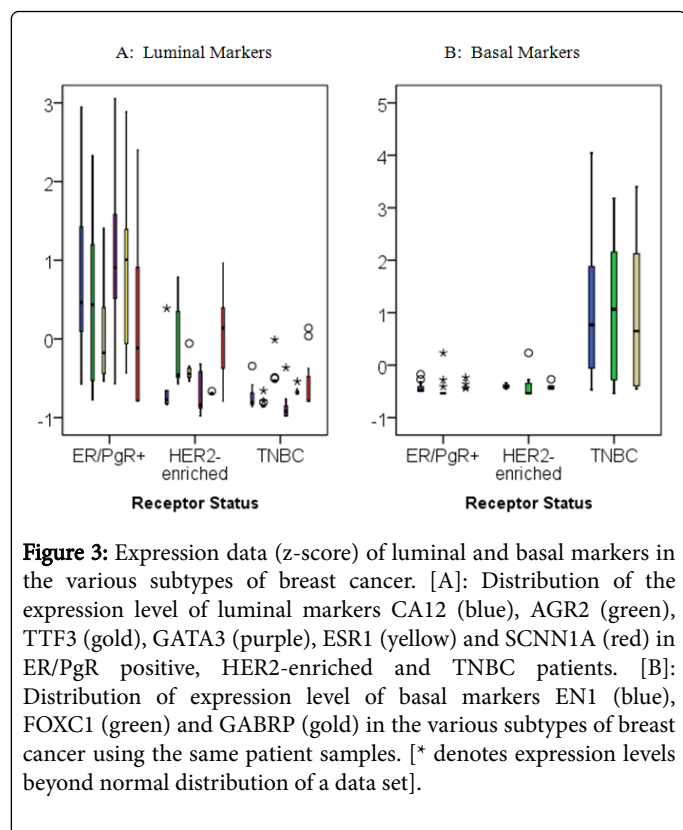 A: Luminal Markers
B: Basal Markers
3
2
1
0
-1
ER/PgR+
HER2-
enriched
TNBC
Receptor Status
5
4
3
2
1
0
-1
ER/PgR+
HER2-
enriched
TNBC
Receptor Status
Figure 3: Expression data (z-score) of luminal and basal markers in
the various subtypes of breast cancer. [A]: Distribution of the
expression level of luminal markers CA12 (blue), AGR2 (green),
TTF3 (gold), GATA3 (purple), ESR1 (yellow) and SCNN1A (red) in
ER/PgR positive, HER2-enriched and TNBC patients. [B]:
Distribution of expression level of basal markers EN1 (blue),
FOXC1 (green) and GABRP (gold) in the various subtypes of breast
cancer using the same patient samples. [* denotes expression levels
beyond normal distribution of a data set].